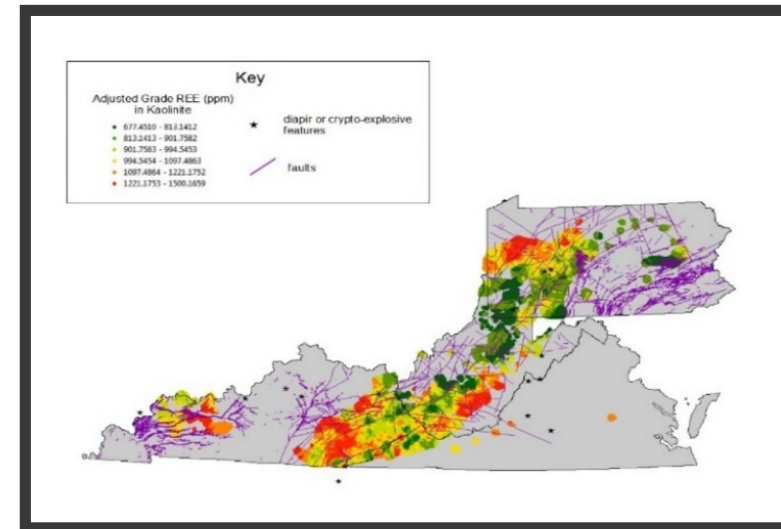 Key
Adjusted Grade REE (ppm)
in Kaolinite
677.4510 - 813.1412
813.1413 - 901.7582
901.7583 - 994.5453
994.5454 - 1097.4863
1097.4864 - 1221.1752
1221.1753 - 1500.1659
diapir or crypto-explosive
features
faults